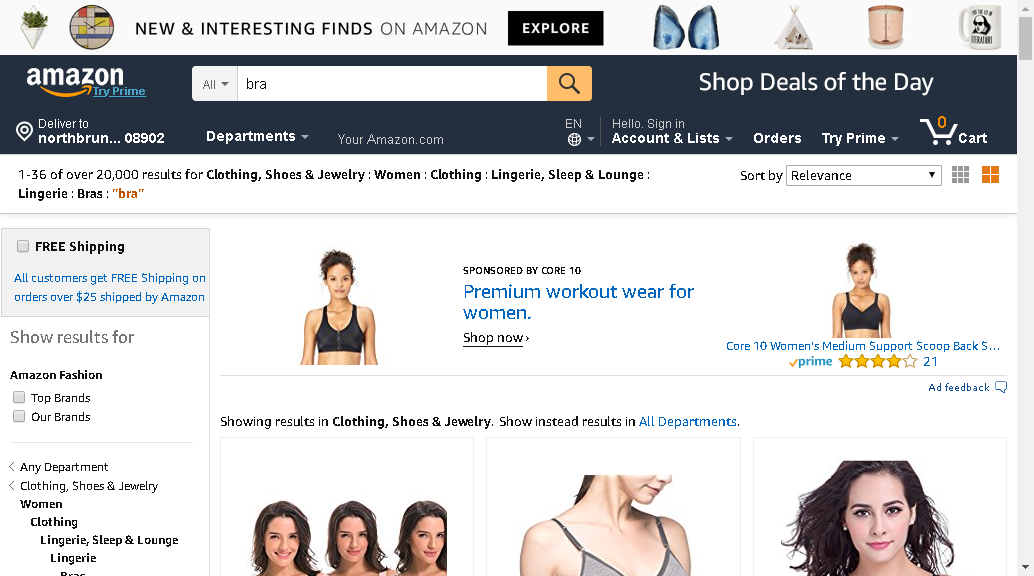 NEW & INTERESTING FINDS ON AMAZON
EXPLORE
amazon
Try Prime
All
bra
Shop Deals of the Day
Deliver to
northbrun... 08902
Departments
Your Amazon.com
EN
Hello. Sign in
Account & Lists
Orders
Try Prime
0
Cart
1-36 of over 20,000 results for Clothing, Shoes & Jewelry : Women : Clothing : Lingerie, Sleep & Lounge :
Lingerie : Bras : "bra"
Sort by
Relevance
FREE Shipping
All customers get FREE Shipping on
orders over $25 shipped by Amazon
Show results for
Amazon Fashion
Top Brands
Our Brands
Any Department
Clothing, Shoes & Jewelry
Women
Clothing
Lingerie, Sleep & Lounge
Lingerie
Bras
SPONSORED BY CORE 10
Premium workout wear for
women.
Shop now ›
Core 10 Women's Medium Support Scoop Back S...
prime
21
Ad feedback
Showing results in Clothing, Shoes & Jewelry. Show instead results in All Departments.